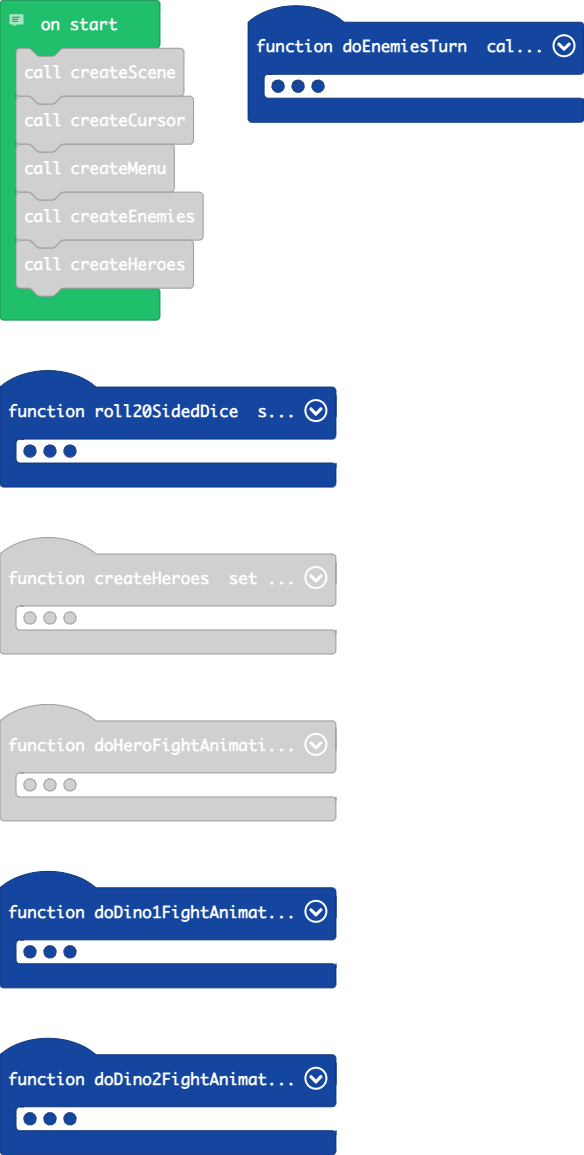 on start
call createScene
call createCursor
call createMenu
call createEnemies
call createHeroes
function doEnemiesTurn cal...
function roll20SidedDice s...
function createHeroes set ...
function doHeroFightAnimati...
function doDino1FightAnimat...
function doDino2FightAnimat...